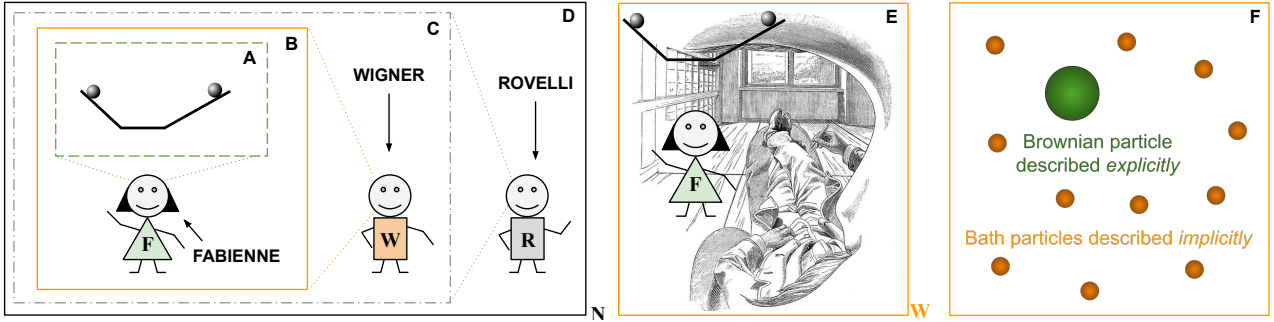 A
B
C
D
WIGNER
ROVELLI
F
FABIENNE
W
R
N
E
F
W
F
Brownian particle
described explicitly
Bath particles described implicitly